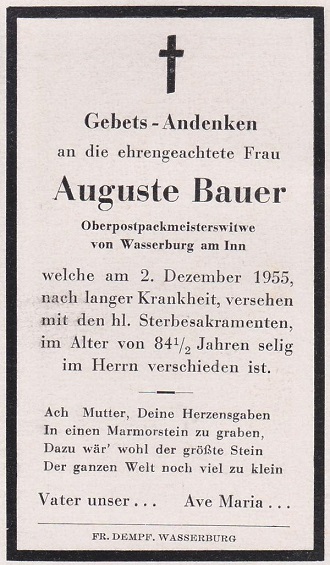 Gebets-Andenken
an die ehrengeachtete Frau
Auguste Bauer
Oberpostpackmeisterswitwe
von Wasserburg am Inn
welche am 2. Dezember 1955,
nach langer Krankheit, versehen
mit den hl. Sterbesakramenten,
im Alter von 84½ Jahren selig
im Herrn verschieden ist.
Ach Mutter, Deine Herzensgaben
In einen Marmorstein zu graben,
Dazu wär' wohl der größte Stein
Der ganzen Welt noch viel zu klein
Vater unser... Ave Maria...
FR. DEMPF. WASSERBURG